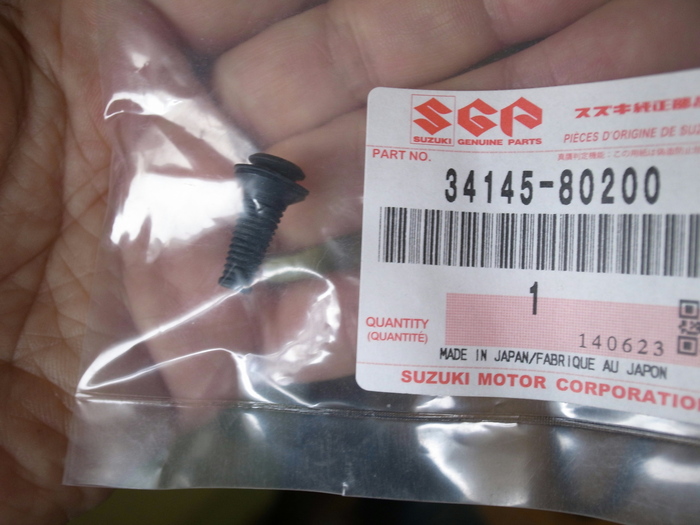 SGP
SUZUKI GENUINE PARTS
スズキ純正部品
PIÈCES D'ORIGINE DE SUZ
PART NO.
34145-80200
1
QUANTITY
(QUANTITÉ)
140623
MADE IN JAPAN/FABRIQUE AU JAPON
SUZUKI MOTOR CORPORATION